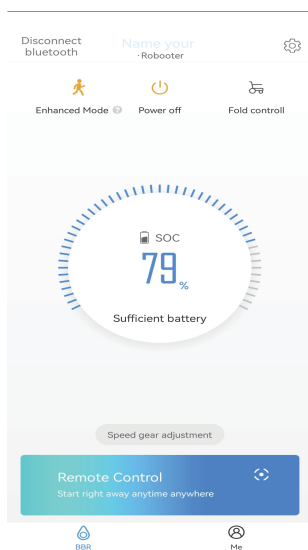 Disconnect
bluetooth
Name your
·Robooter
Enhanced Mode ?
Power off
Fold controll
SOC
79%
Sufficient battery
Speed gear adjustment
Remote Control
Start right away anytime anywhere
BBR
Me